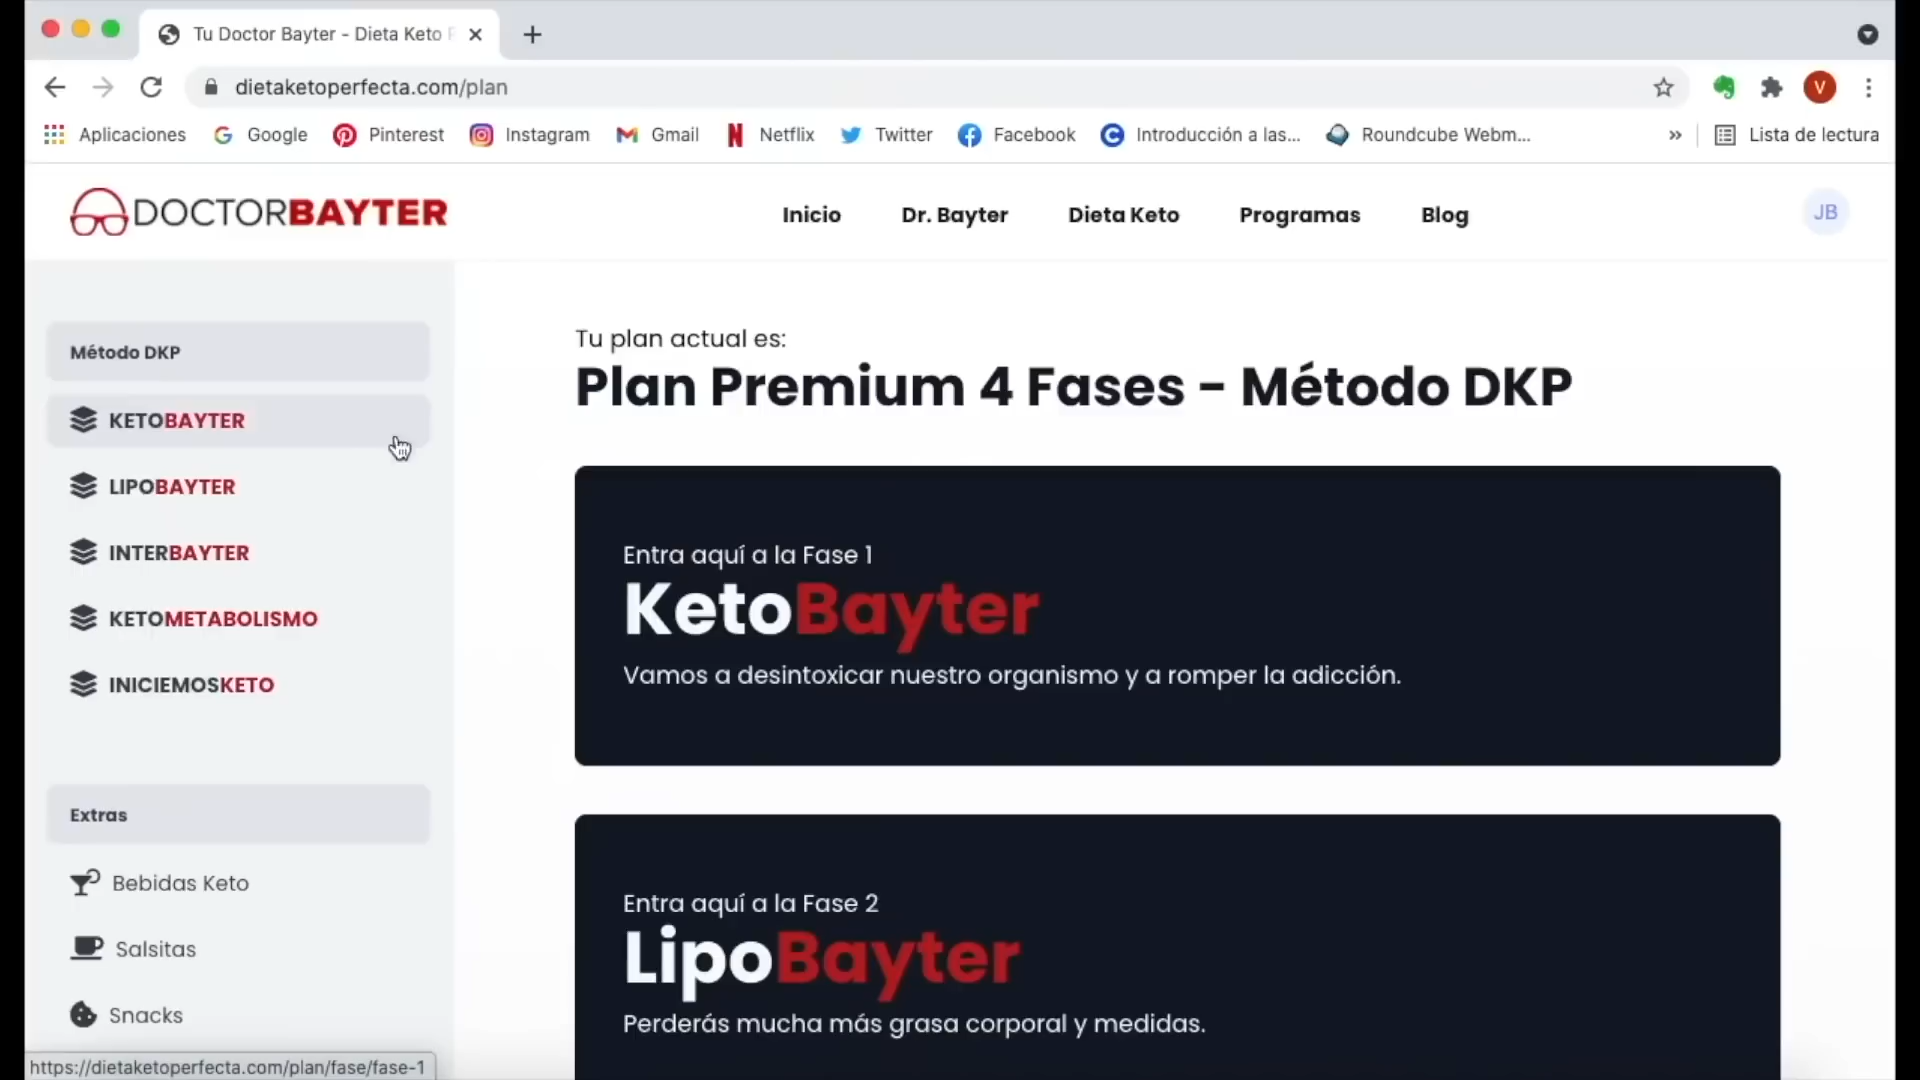 Tu Doctor Bayter - Dieta Keto
dietaketoperfecta.com/plan
V
Aplicaciones
Google
Pinterest
Instagram
Gmail
Netflix
Twitter
Facebook
Introducción a las...
Roundcube Webm...
»
Lista de lectura
DOCTORBAYTER
Inicio
Dr. Bayter
Dieta Keto
Programas
Blog
JB
Método DKP
KETOBAYTER
LIPOBAYTER
INTERBAYTER
KETOMETABOLISMO
INICIEMOSKETO
Extras
Bebidas Keto
Salsitas
Snacks
Tu plan actual es:
Plan Premium 4 Fases - Método DKP
Entra aquí a la Fase 1
KetoBayter
Vamos a desintoxicar nuestro organismo y a romper la adicción.
Entra aquí a la Fase 2
LipoBayter
Perderás mucha más grasa corporal y medidas.
https://dietaketoperfecta.com/plan/fase/fase-1